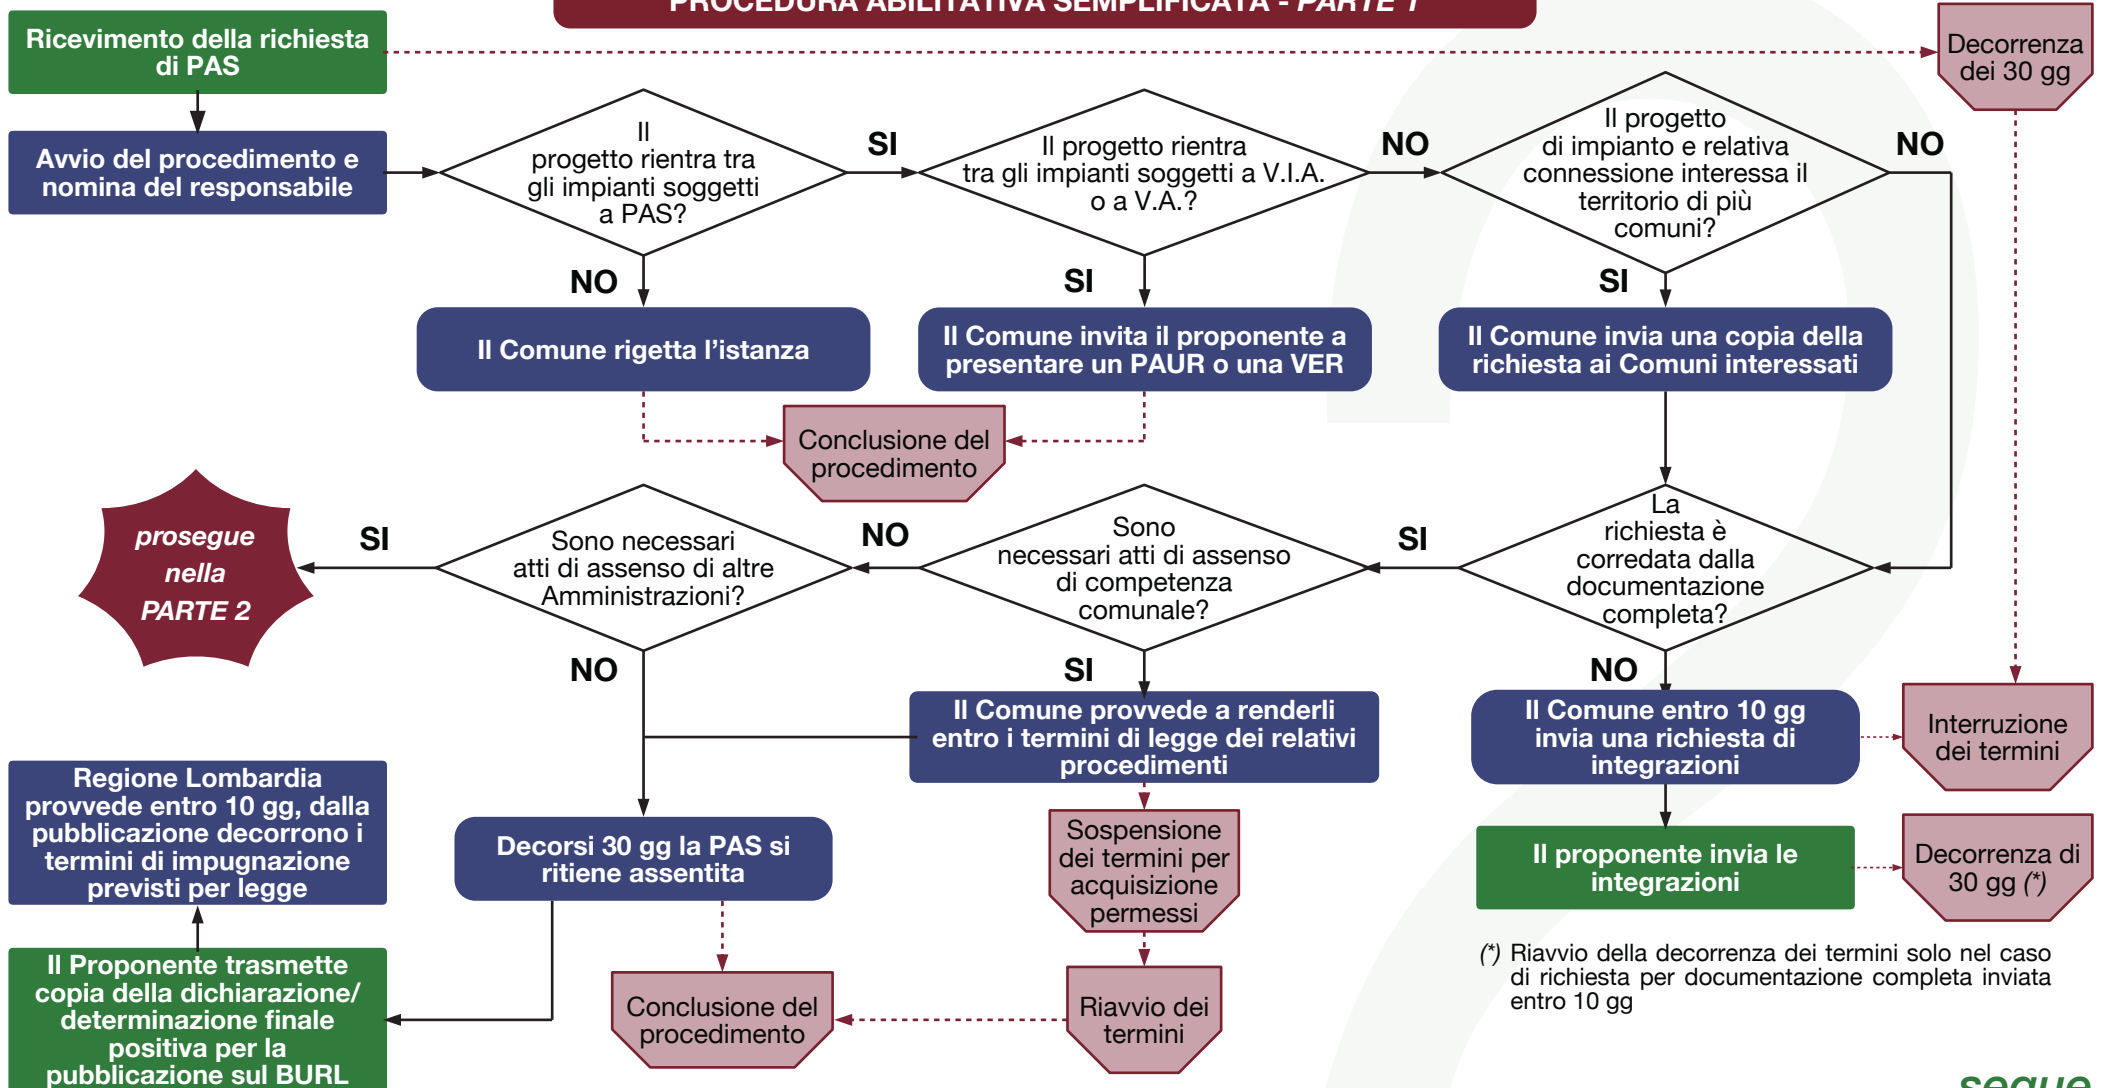 PROCEDURA ABILITATIVA SEMPLIFICATA - PARTE 1
Ricevimento della richiesta
di PAS
Decorrenza
dei 30 gg
Avvio del procedimento e
nomina del responsabile
Il
progetto rientra tra
gli impianti soggetti
a PAS?
SI
Il progetto rientra
tra gli impianti soggetti a V.I.A.
o a V.A.?
NO
Il progetto
di impianto e relativa
connessione interessa il
territorio di più
comuni?
NO
NO
SI
SI
Il Comune rigetta l’istanza
Il Comune invita il proponente a
presentare un PAUR o una VER
Il Comune invia una copia della
richiesta ai Comuni interessati
Conclusione del
procedimento
prosegue
nella
PARTE 2
SI
Sono necessari
atti di assenso di altre
Amministrazioni?
NO
Sono
necessari atti di assenso
di competenza
comunale?
SI
La
richiesta è
corredata dalla
documentazione
completa?
NO
SI
NO
Il Comune provvede a renderli
entro i termini di legge dei relativi
procedimenti
Il Comune entro 10 gg
invia una richiesta di
integrazioni
Interruzione
dei termini
Regione Lombardia
provvede entro 10 gg, dalla
pubblicazione decorrono i
termini di impugnazione
previsti per legge
Decorsi 30 gg la PAS si
ritiene assentita
Sospensione
dei termini per
acquisizione
permessi
Il proponente invia le
integrazioni
Decorrenza di
30 gg (*)
Il Proponente trasmette
copia della dichiarazione/
determinazione finale
positiva per la
pubblicazione sul BURL
Conclusione del
procedimento
Riavvio dei
termini
(*) Riavvio della decorrenza dei termini solo nel caso
di richiesta per documentazione completa inviata
entro 10 gg
segue